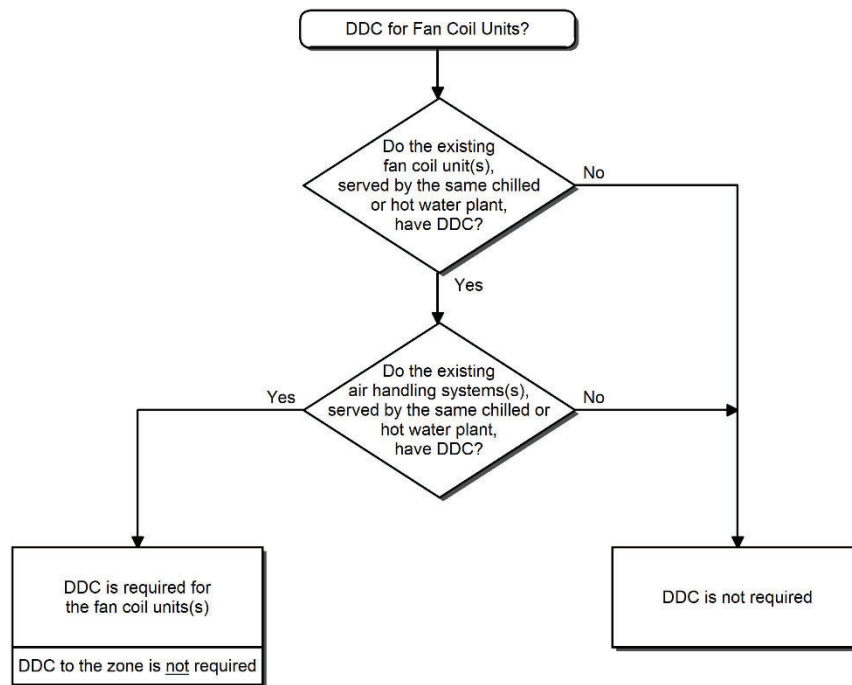 DDC for Fan Coil Units?
Do the existing
fan coil unit(s),
served by the same chilled
or hot water plant,
have DDC?
No
Yes
Do the existing
air handling systems(s),
served by the same chilled or
hot water plant,
have DDC?
Yes
No
DDC is required for
the fan coil units(s)
DDC to the zone is not required
DDC is not required